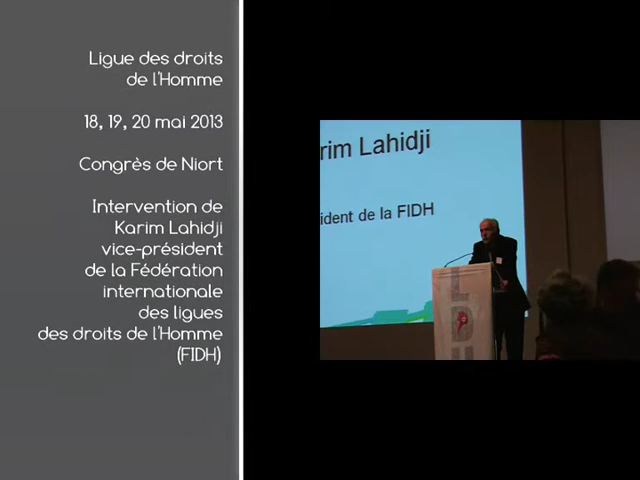 Ligue des droits
de l'Homme
18, 19, 20 mai 2013
Congrès de Niort
Intervention de
Karim Lahidji
vice-président
de la Fédération
internationale
des ligues
des droits de l'Homme
(FIDH)
rim Lahidji
ident de la FIDH
LDH